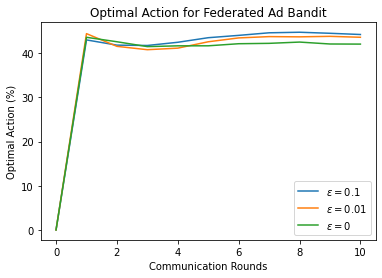 Optimal Action for Federated Ad Bandit
Optimal Action (%)
40
30
20
10
0
0 2 4 6 8 10
Communication Rounds
ε = 0.1
ε = 0.01
ε = 0